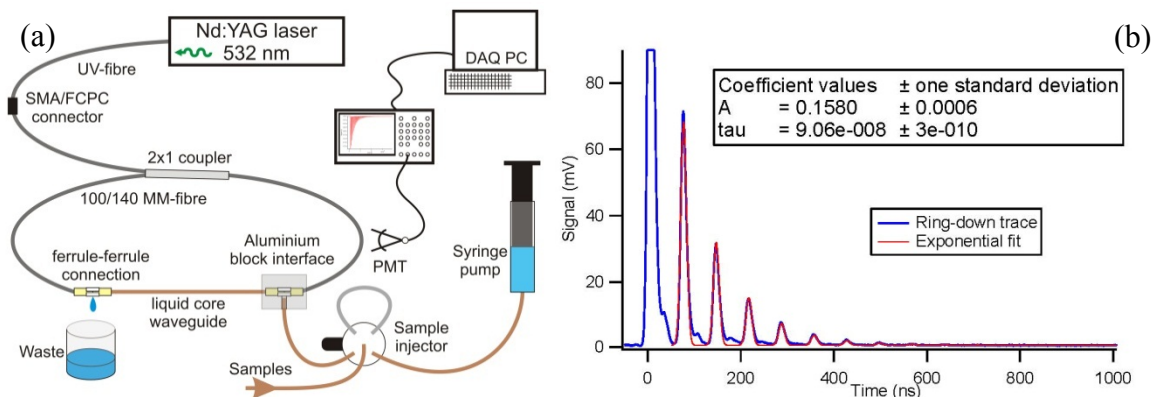 (a)
Nd:YAG laser
532 nm
UV-fibre
SMA/FCPC
connector
2x1 coupler
100/140 MM-fibre
DAQ PC
ferrule-ferrule
connection
Aluminium
block interface
PMT
Syringe
pump
liquid core
waveguide
Sample
injector
Waste
Samples
(b)
Coefficient values ± one standard deviation
A = 0.1580 ± 0.0006
tau = 9.06e-008 ± 3e-010
Ring-down trace
Exponential fit
Signal (mV)
80
60
40
20
0
0 200 400 600 800 1000
Time (ns)